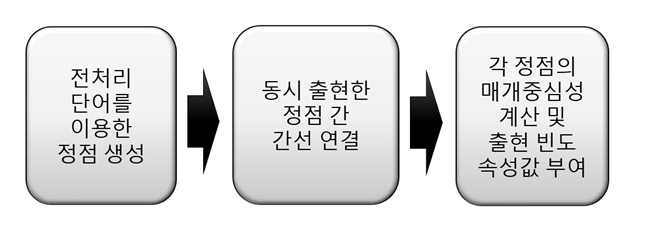 전처리
단어를
이용한
정점 생성
동시 출현한
정점 간
간선 연결
각 정점의
매개중심성
계산 및
출현 빈도
속성값 부여